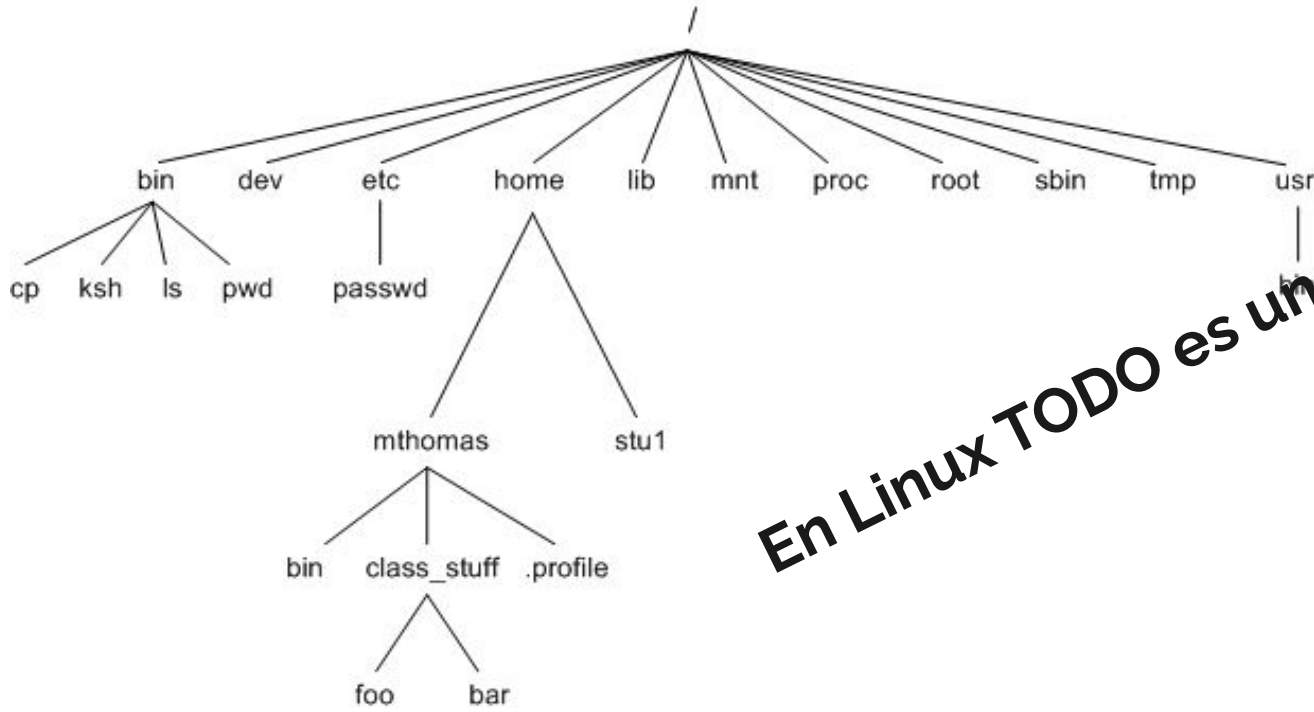 /
bin dev etc home lib mnt proc root sbin tmp usr
cp ksh ls pwd passwd bin
En Linux TODO es un
mthomas stu1
bin class_stuff .profile
foo bar